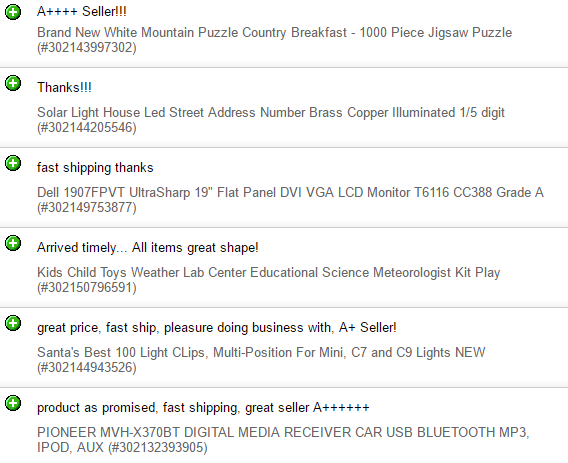 A++++ Seller!!!
Brand New White Mountain Puzzle Country Breakfast - 1000 Piece Jigsaw Puzzle
(#302143997302)
Thanks!!!
Solar Light House Led Street Address Number Brass Copper Illuminated 1/5 digit
(#302144205546)
fast shipping thanks
Dell 1907FPVT UltraSharp 19" Flat Panel DVI VGA LCD Monitor T6116 CC388 Grade A
(#302149753877)
Arrived timely... All items great shape!
Kids Child Toys Weather Lab Center Educational Science Meteorologist Kit Play
(#302150796591)
great price, fast ship, pleasure doing business with, A+ Seller!
Santa's Best 100 Light CLips, Multi-Position For Mini, C7 and C9 Lights NEW
(#302144943526)
product as promised, fast shipping, great seller A++++++
PIONEER MVH-X370BT DIGITAL MEDIA RECEIVER CAR USB BLUETOOTH MP3,
IPOD, AUX (#302132393905)